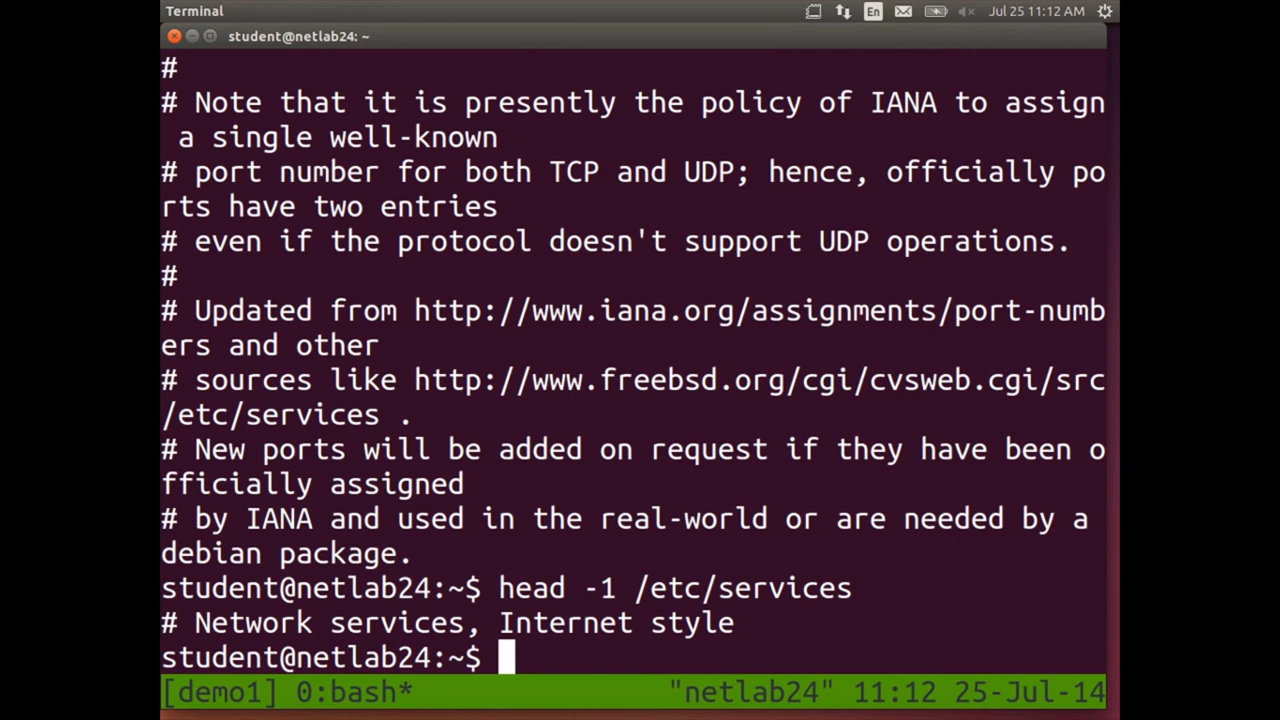 Terminal
En
Jul 25 11:12 AM
student@netlab24: ~
#
# Note that it is presently the policy of IANA to assign
 a single well-known
# port number for both TCP and UDP; hence, officially po
rts have two entries
# even if the protocol doesn't support UDP operations.
#
# Updated from http://www.iana.org/assignments/port-numb
ers and other
# sources like http://www.freebsd.org/cgi/cvsweb.cgi/src
/etc/services .
# New ports will be added on request if they have been o
fficially assigned
# by IANA and used in the real-world or are needed by a
debian package.
student@netlab24:~$ head -1 /etc/services
# Network services, Internet style
student@netlab24:~$
[demo1] 0:bash* "netlab24" 11:12 25-Jul-14